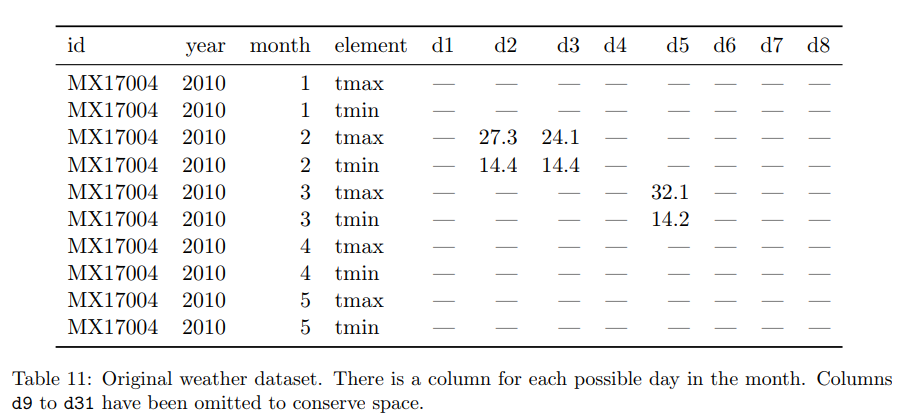 id year month element d1 d2 d3 d4 d5 d6 d7 d8
MX17004 2010 1 tmax — — — — — — — —
MX17004 2010 1 tmin — — — — — — — —
MX17004 2010 2 tmax — 27.3 24.1 — — — — —
MX17004 2010 2 tmin — 14.4 14.4 — — — — —
MX17004 2010 3 tmax — — — — 32.1 — — —
MX17004 2010 3 tmin — — — — 14.2 — — —
MX17004 2010 4 tmax — — — — — — — —
MX17004 2010 4 tmin — — — — — — — —
MX17004 2010 5 tmax — — — — — — — —
MX17004 2010 5 tmin — — — — — — — —
Table 11: Original weather dataset. There is a column for each possible day in the month. Columns
d9 to d31 have been omitted to conserve space.